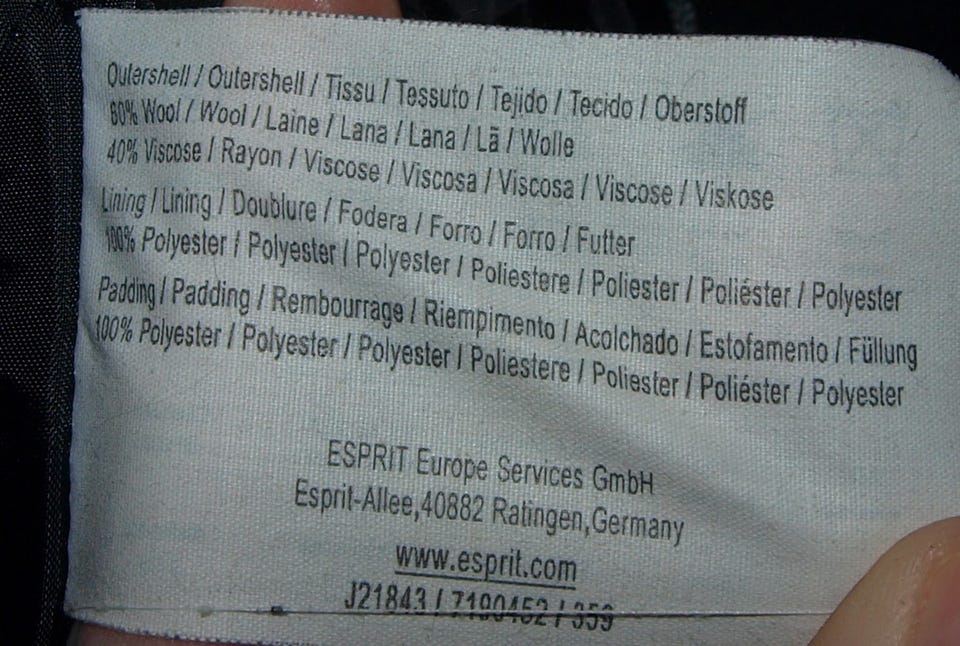 Outershell / Outershell / Tissu / Tessuto / Tejido / Tecido / Oberstoff
60% Wool / Wool / Laine / Lana / Lana / Lã / Wolle
40% Viscose / Rayon / Viscose / Viscosa / Viscosa / Viscose / Viskose
Lining / Lining / Doublure / Fodera / Forro / Forro / Futter
100% Polyester / Polyester / Polyester / Poliestere / Poliester / Poliéster / Polyester
Padding / Padding / Rembourrage / Riempimento / Acolchado / Estofamento / Füllung
100% Polyester / Polyester / Polyester / Poliestere / Poliester / Poliéster / Polyester
ESPRIT Europe Services GmbH
Esprit-Allee,40882 Ratingen,Germany
www.esprit.com
J21843 / 7190452 / 359